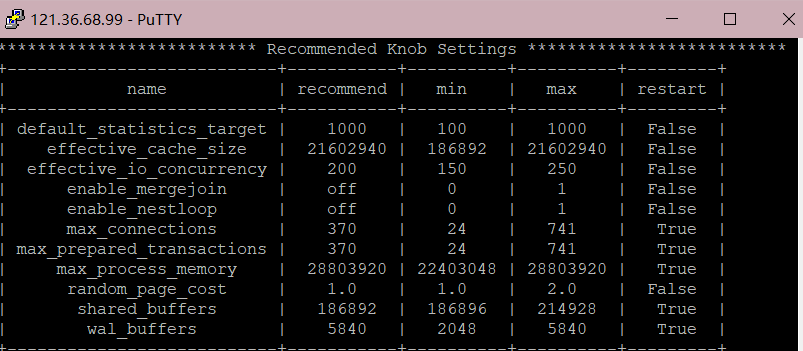 121.36.68.99 - PuTTY
************************** Recommended Knob Settings **************************
+---------------------------+-----------+----------+----------+---------+
| name | recommend | min | max | restart |
+---------------------------+-----------+----------+----------+---------+
| default_statistics_target | 1000 | 100 | 1000 | False |
| effective_cache_size | 21602940 | 186892 | 21602940 | False |
| effective_io_concurrency | 200 | 150 | 250 | False |
| enable_mergejoin | off | 0 | 1 | False |
| enable_nestloop | off | 0 | 1 | False |
| max_connections | 370 | 24 | 741 | True |
| max_prepared_transactions | 370 | 24 | 741 | True |
| max_process_memory | 28803920 | 22403048 | 28803920 | True |
| random_page_cost | 1.0 | 1.0 | 2.0 | False |
| shared_buffers | 186892 | 186896 | 214928 | True |
| wal_buffers | 5840 | 2048 | 5840 | True |
+---------------------------+-----------+----------+----------+---------+